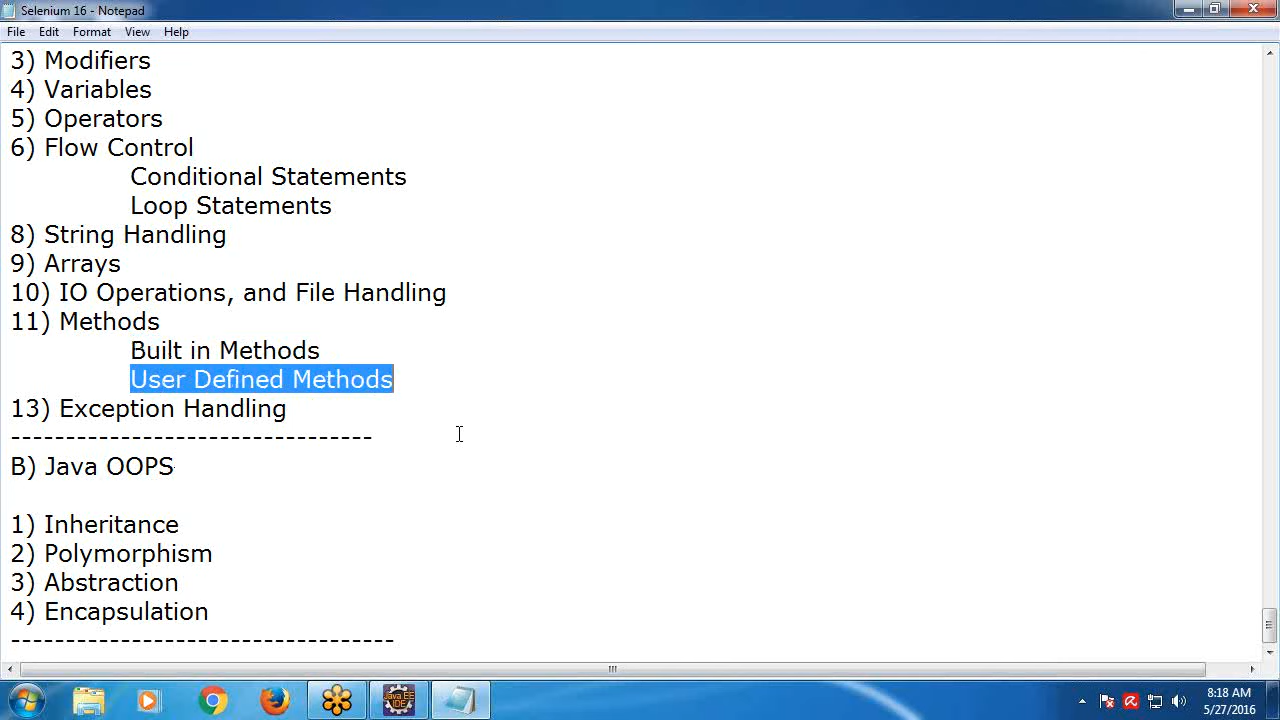 Selenium 16 - Notepad
File Edit Format View Help
3) Modifiers
4) Variables
5) Operators
6) Flow Control
Conditional Statements
Loop Statements
8) String Handling
9) Arrays
10) IO Operations, and File Handling
11) Methods
Built in Methods
User Defined Methods
13) Exception Handling
---------------------------------
B) Java OOPS
1) Inheritance
2) Polymorphism
3) Abstraction
4) Encapsulation
-----------------------------------
Java EE
IDE
8:18 AM
5/27/2016